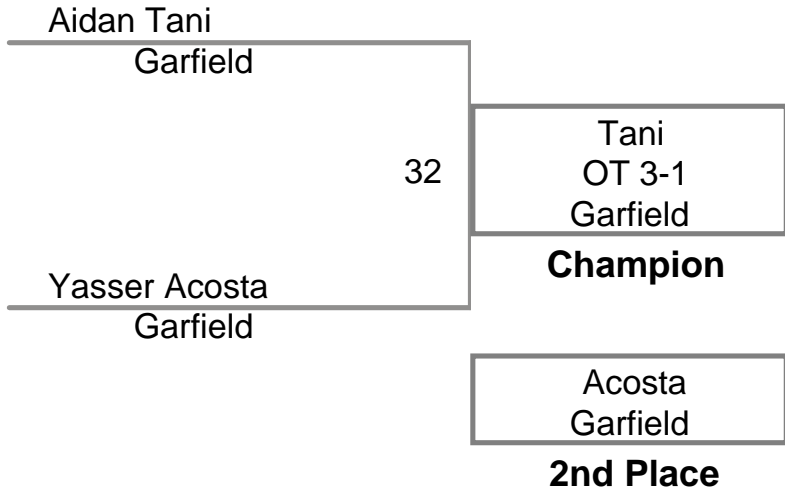 Aidan Tani
Garfield
32
Tani
OT 3-1
Garfield
Champion
Yasser Acosta
Garfield
Acosta
Garfield
2nd Place